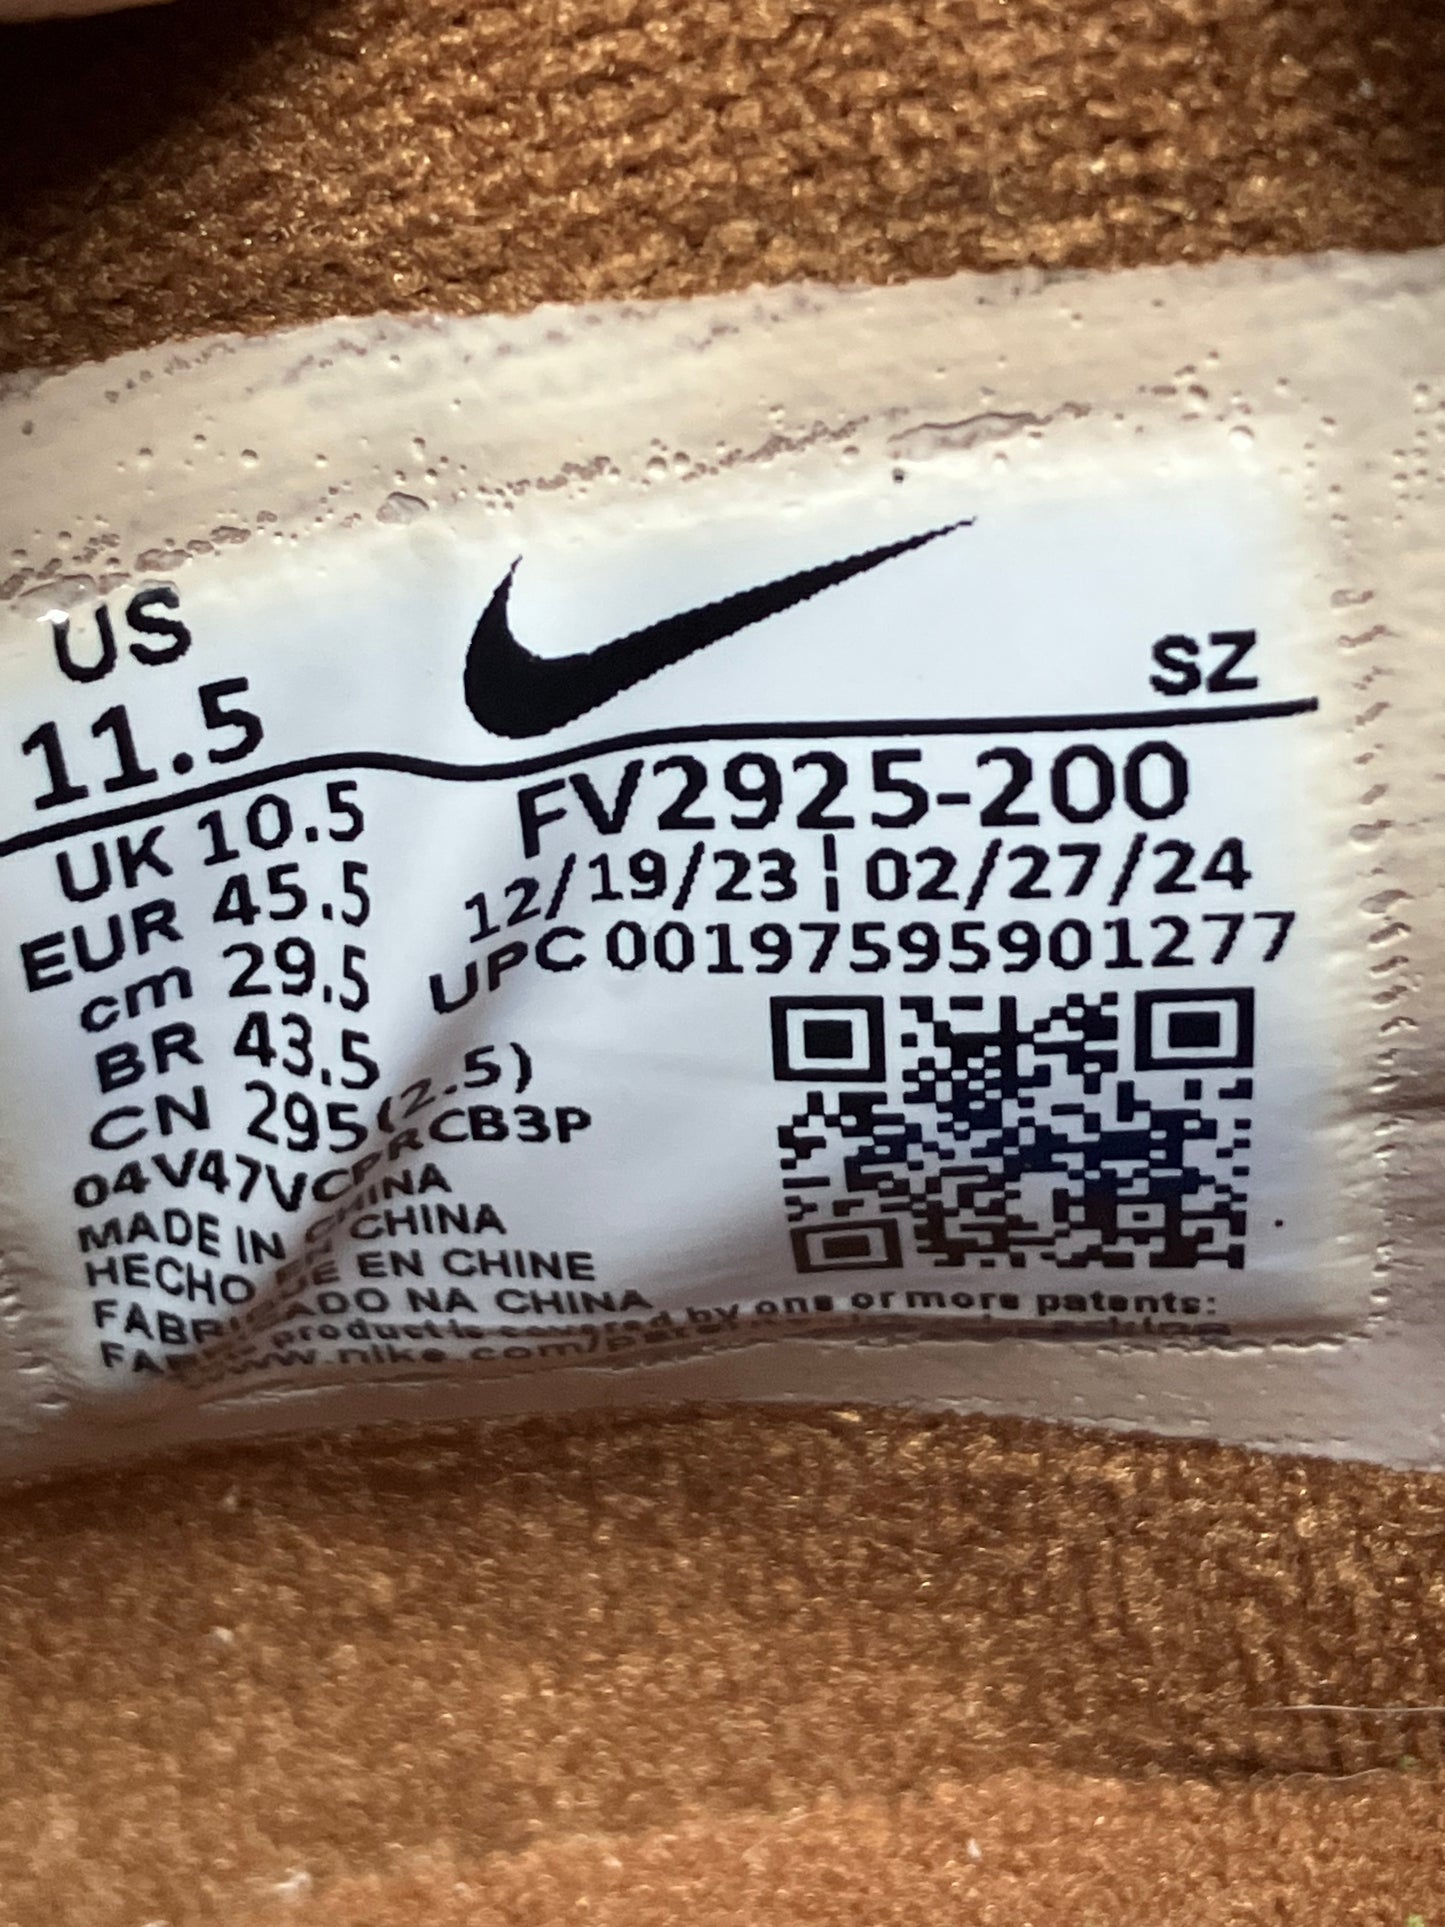 US
11.5
SZ
UK 10.5
EUR 45.5
cm 29.5
BR 43.5
CN 295(2.5)
04V47VCPRCB3P
MADE IN CHINA
HECHO EN CHINA
EN CHINE
NA CHINA
FV2925-200
12/19/23 ¦ 02/27/24
UPC 00197595901277
product is covered by one or more patents:
www.nike.com/